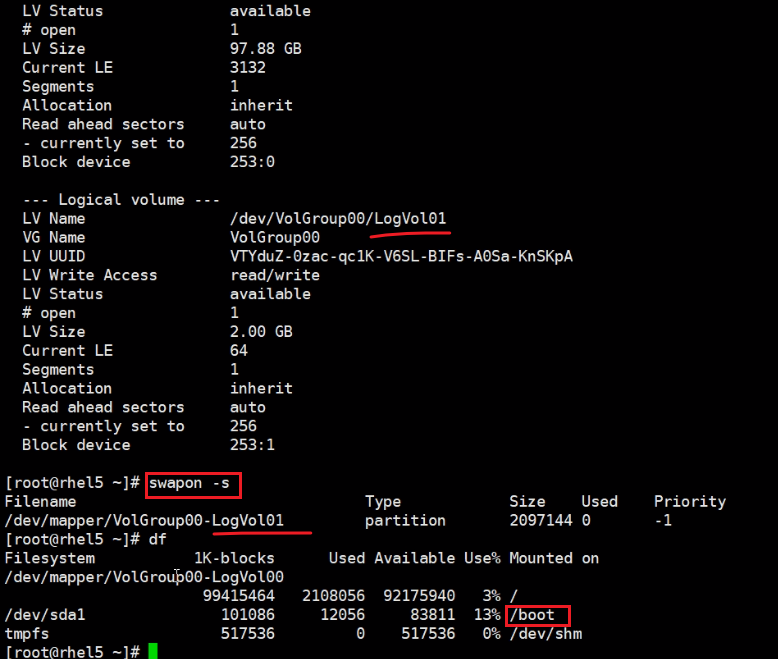 LV Status available
# open 1
LV Size 97.88 GB
Current LE 3132
Segments 1
Allocation inherit
Read ahead sectors auto
- currently set to 256
Block device 253:0
--- Logical volume ---
LV Name /dev/VolGroup00/LogVol01
VG Name VolGroup00
LV UUID VTYduZ-0zac-qc1K-V6SL-BIFs-A0Sa-KnSKpA
LV Write Access read/write
LV Status available
# open 1
LV Size 2.00 GB
Current LE 64
Segments 1
Allocation inherit
Read ahead sectors auto
- currently set to 256
Block device 253:1
[root@rhel5 ~]# swapon -s
Filename Type Size Used Priority
/dev/mapper/VolGroup00-LogVol01 partition 2097144 0 -1
[root@rhel5 ~]# df
Filesystem 1K-blocks Used Available Use% Mounted on
/dev/mapper/VolGroup00-LogVol00
99415464 2108056 92175940 3% /
/dev/sda1 101086 12056 83811 13% /boot
tmpfs 517536 0 517536 0% /dev/shm
[root@rhel5 ~]#